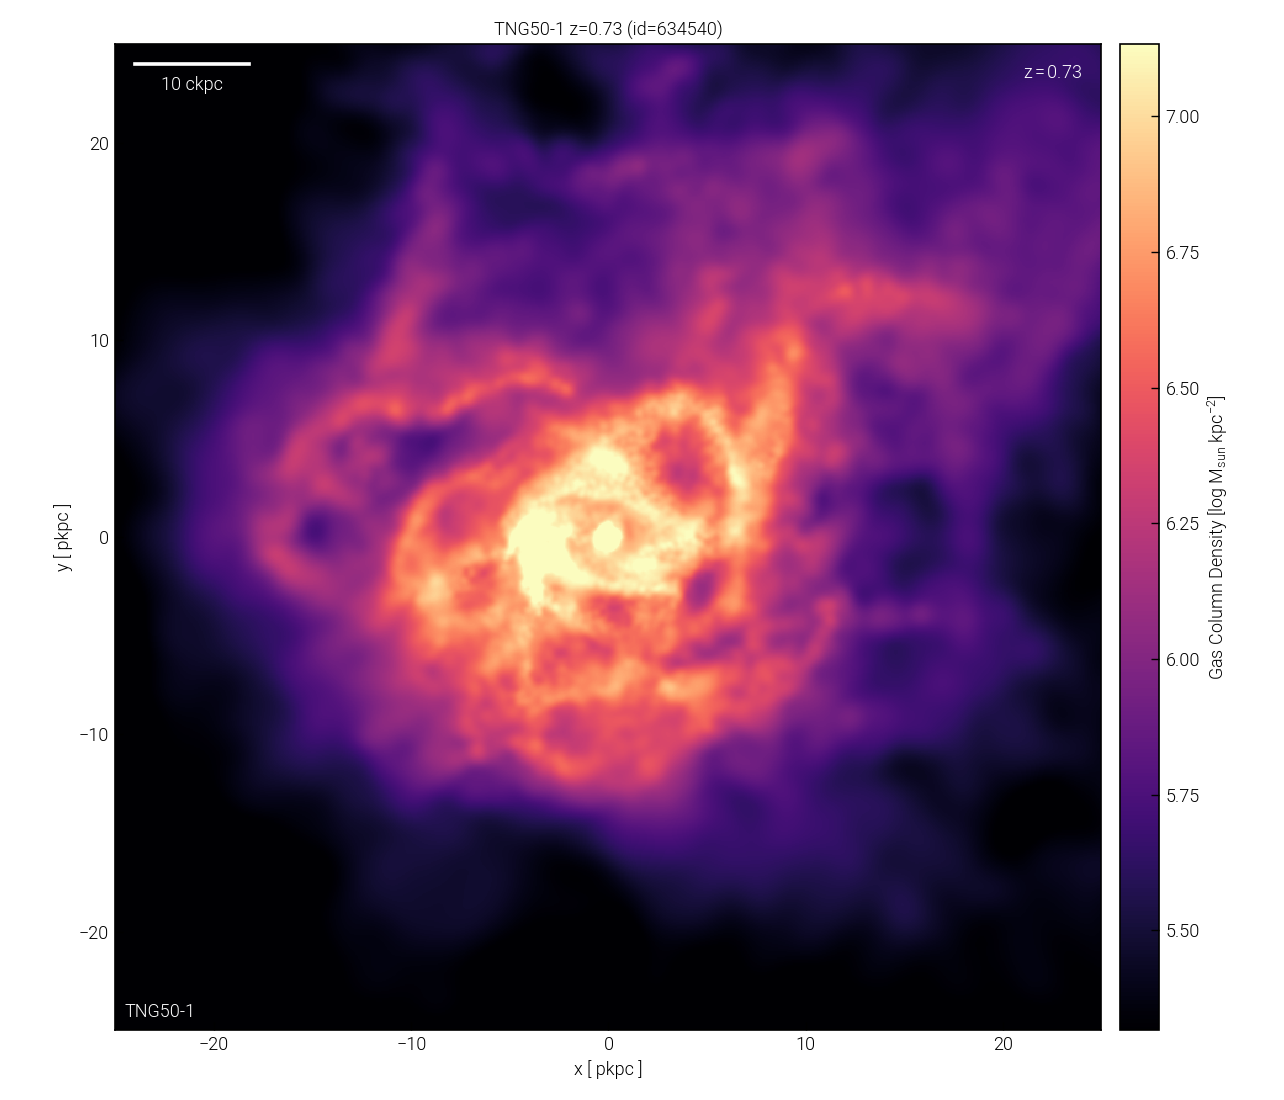 TNG50-1 z=0.73 (id=634540)
10 ckpc
z=0.73
20
10
0
−10
−20
y [ pkpc ]
TNG50-1
−20
−10
0
10
20
x [ pkpc ]
7.00
6.75
6.50
6.25
6.00
5.75
5.50
Gas Column Density [log M_sun kpc^−2]